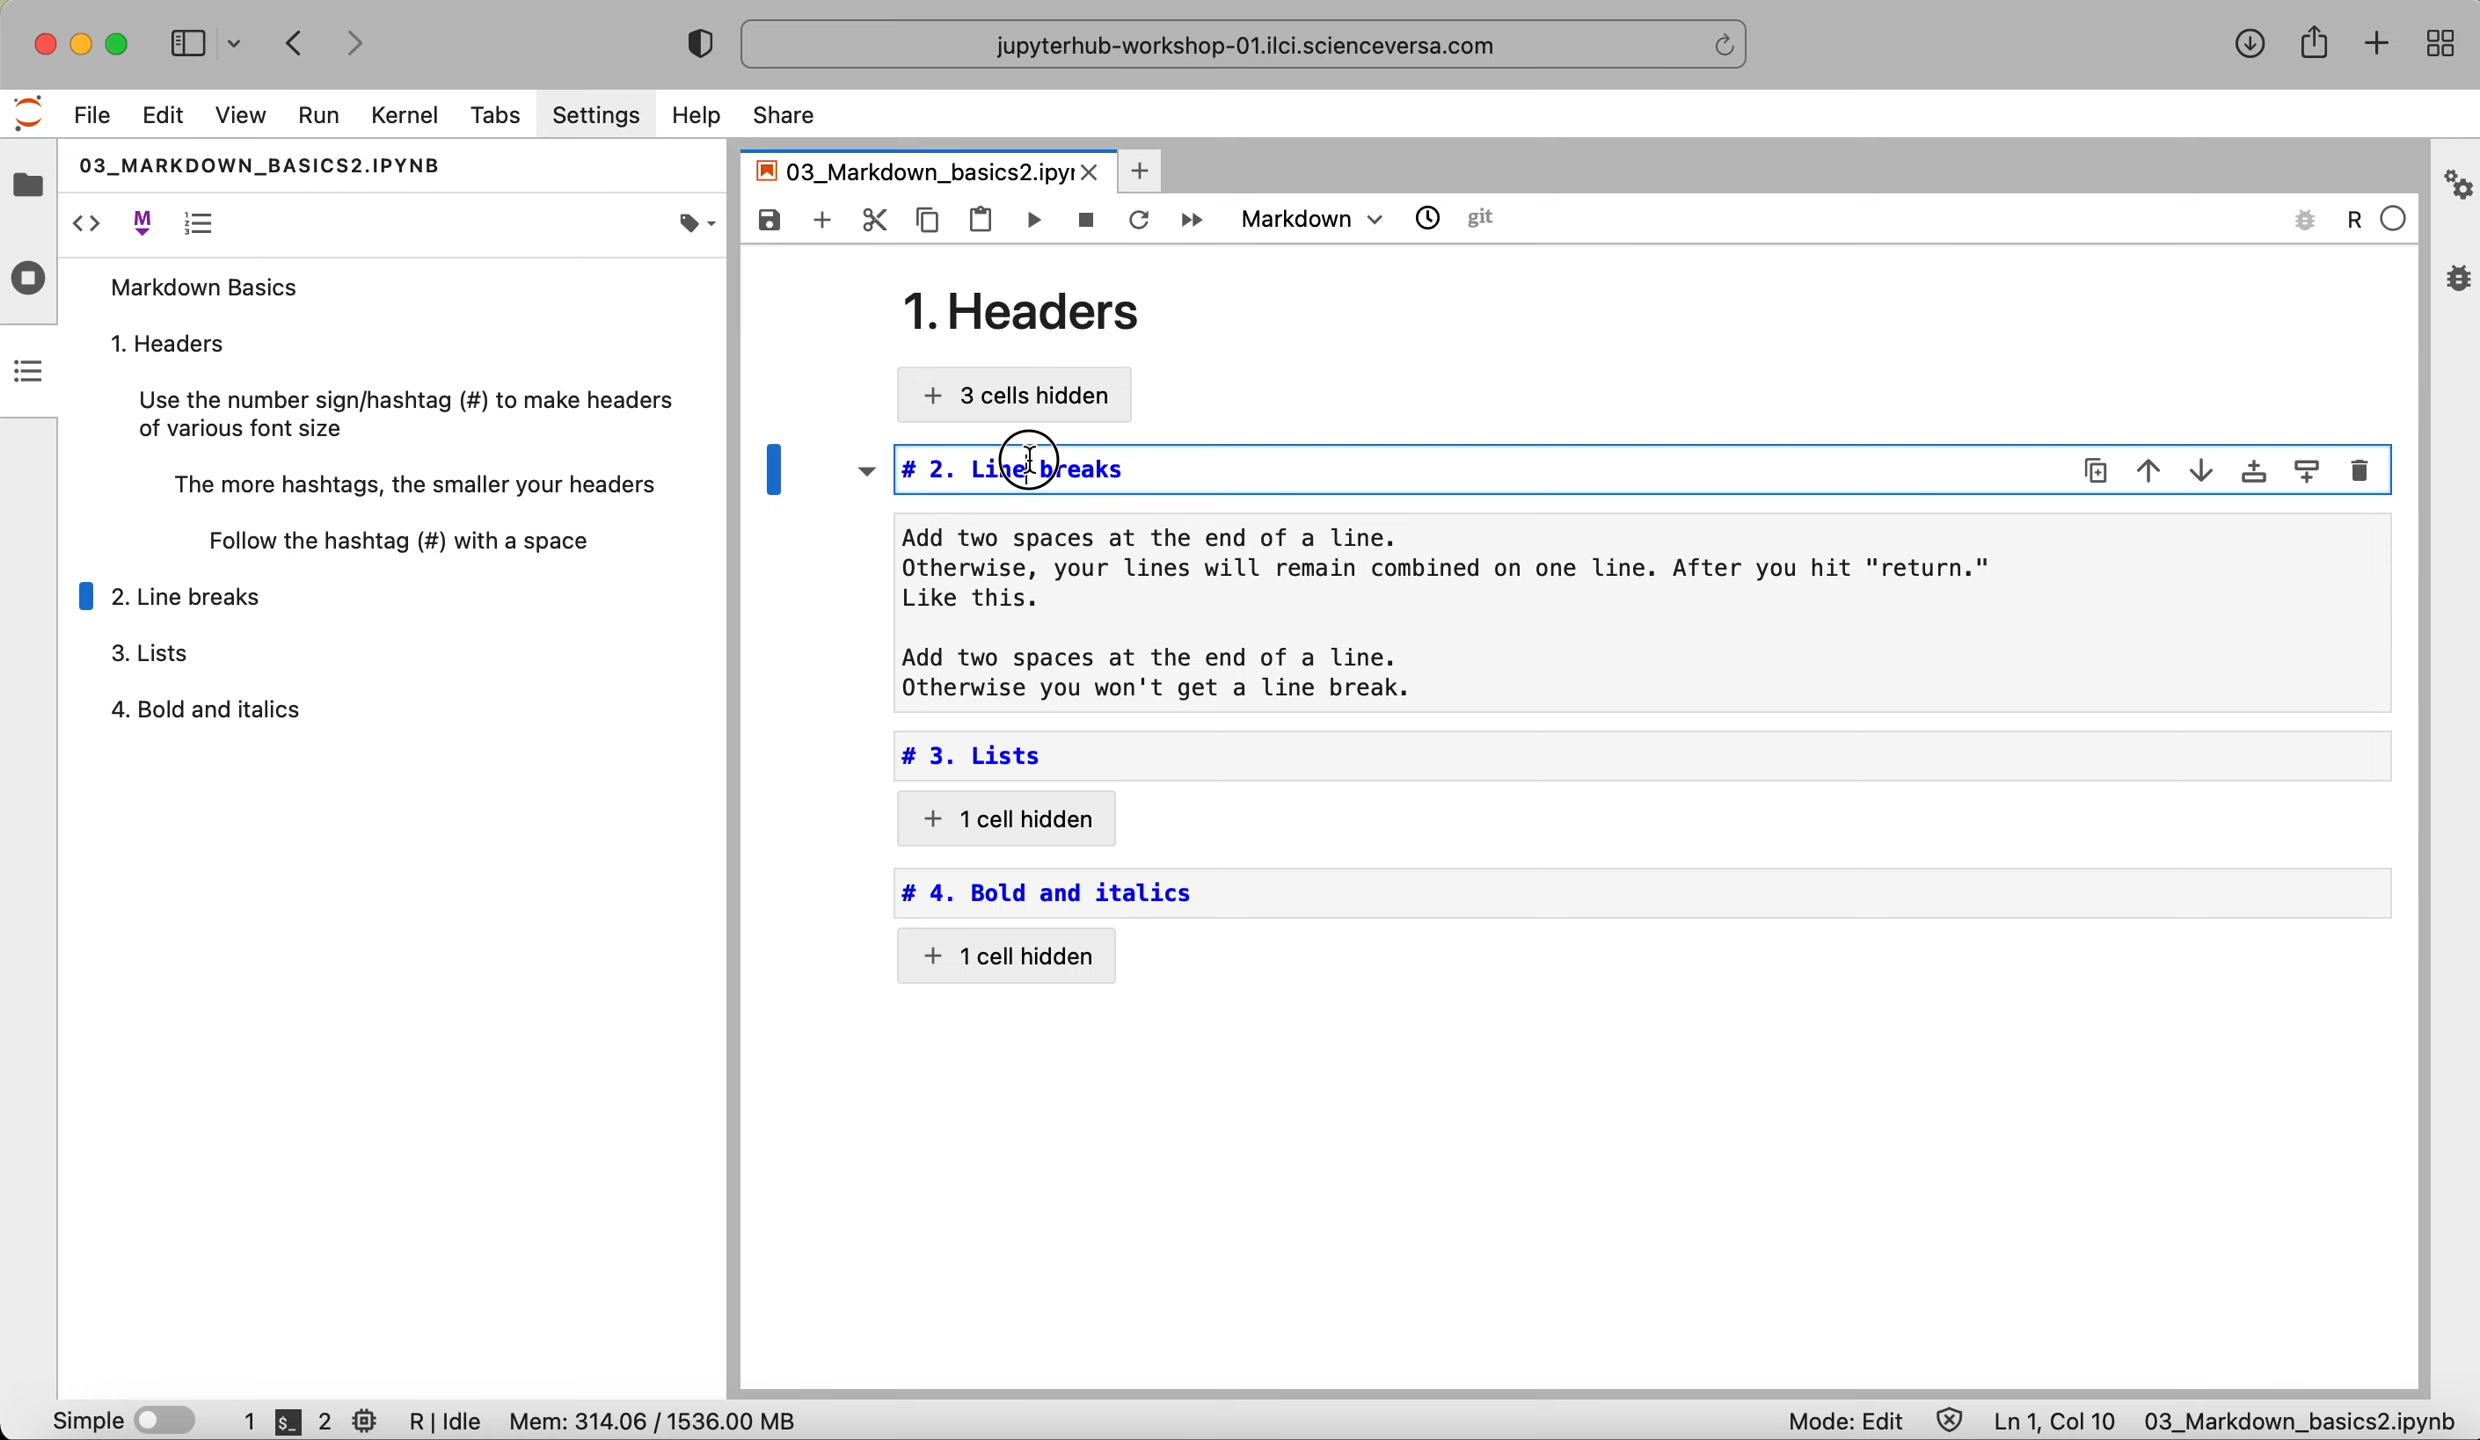 jupyterhub-workshop-01.ilci.scienceversa.com
File Edit View Run Kernel Tabs Settings Help Share
03_MARKDOWN_BASICS2.IPYNB
M
Markdown Basics
1. Headers
Use the number sign/hashtag (#) to make headers
of various font size
The more hashtags, the smaller your headers
Follow the hashtag (#) with a space
2. Line breaks
3. Lists
4. Bold and italics
03_Markdown_basics2.ipyr
Markdown git R
1. Headers
+ 3 cells hidden
# 2. Line breaks
Add two spaces at the end of a line.
Otherwise, your lines will remain combined on one line. After you hit "return."
Like this.
Add two spaces at the end of a line.
Otherwise you won't get a line break.
# 3. Lists
+ 1 cell hidden
# 4. Bold and italics
+ 1 cell hidden
Simple 1 $_ 2 R | Idle Mem: 314.06 / 1536.00 MB Mode: Edit Ln 1, Col 10 03_Markdown_basics2.ipynb